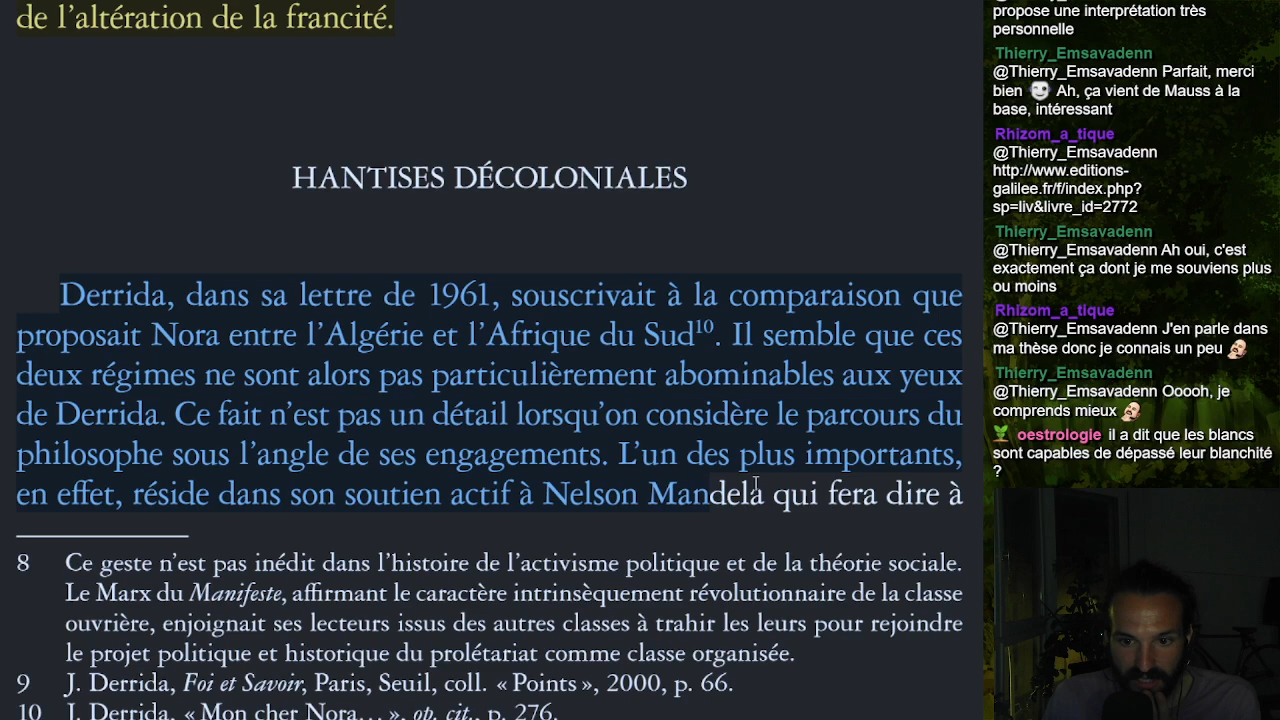 de l'altération de la francité.
HANTISES DÉCOLONIALES
Derrida, dans sa lettre de 1961, souscrivait à la comparaison que
proposait Nora entre l'Algérie et l'Afrique du Sud¹⁰. Il semble que ces
deux régimes ne sont alors pas particulièrement abominables aux yeux
de Derrida. Ce fait n'est pas un détail lorsqu'on considère le parcours du
philosophe sous l'angle de ses engagements. L'un des plus importants,
en effet, réside dans son soutien actif à Nelson Mandela qui fera dire à
8 Ce geste n'est pas inédit dans l'histoire de l'activisme politique et de la théorie sociale.
Le Marx du Manifeste, affirmant le caractère intrinsèquement révolutionnaire de la classe
ouvrière, enjoignait ses lecteurs issus des autres classes à trahir les leurs pour rejoindre
le projet politique et historique du prolétariat comme classe organisée.
9 J. Derrida, Foi et Savoir, Paris, Seuil, coll. « Points », 2000, p. 66.
10 J. Derrida, « Mon cher Nora... », op. cit., p. 276.
propose une interprétation très
personnelle
Thierry_Emsavadenn
@Thierry_Emsavadenn Parfait, merci
bien Ah, ça vient de Mauss à la
base, intéressant
Rhizom_a_tique
@Thierry_Emsavadenn
http://www.editions-
galilee.fr/f/index.php?
sp=liv&livre_id=2772
Thierry_Emsavadenn
@Thierry_Emsavadenn Ah oui, c'est
exactement ça dont je me souviens plus
ou moins
Rhizom_a_tique
@Thierry_Emsavadenn J'en parle dans
ma thèse donc je connais un peu
Thierry_Emsavadenn
@Thierry_Emsavadenn Ooooh, je
comprends mieux
oestrologie il a dit que les blancs
sont capables de dépassé leur blanchité
?